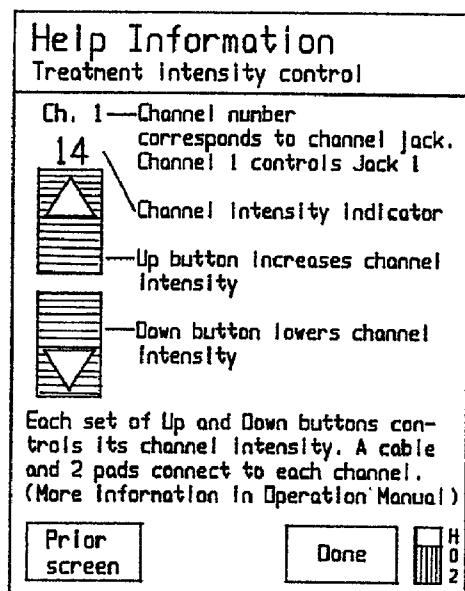 Help Information
Treatment intensity control
Ch. 1 Channel number
corresponds to channel jack.
Channel 1 controls Jack 1
14
Channel intensity indicator
Up button increases channel
intensity
Down button lowers channel
intensity
Each set of Up and Down buttons con-
trols its channel intensity. A cable
and 2 pads connect to each channel.
(More information in Operation Manual)
Prior
screen
Done
H
0
2